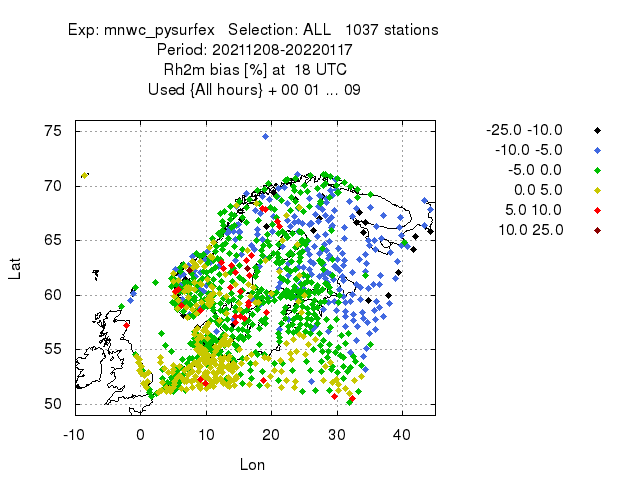 Exp: mnwc_pysurfex   Selection: ALL   1037 stations
Period: 20211208-20220117
Rh2m bias [%] at  18 UTC
Used {All hours} + 00 01 ... 09
-25.0 -10.0
-10.0 -5.0
-5.0 0.0
0.0 5.0
5.0 10.0
10.0 25.0
75
70
65
60
55
50
Lat
-10 0 10 20 30 40
Lon